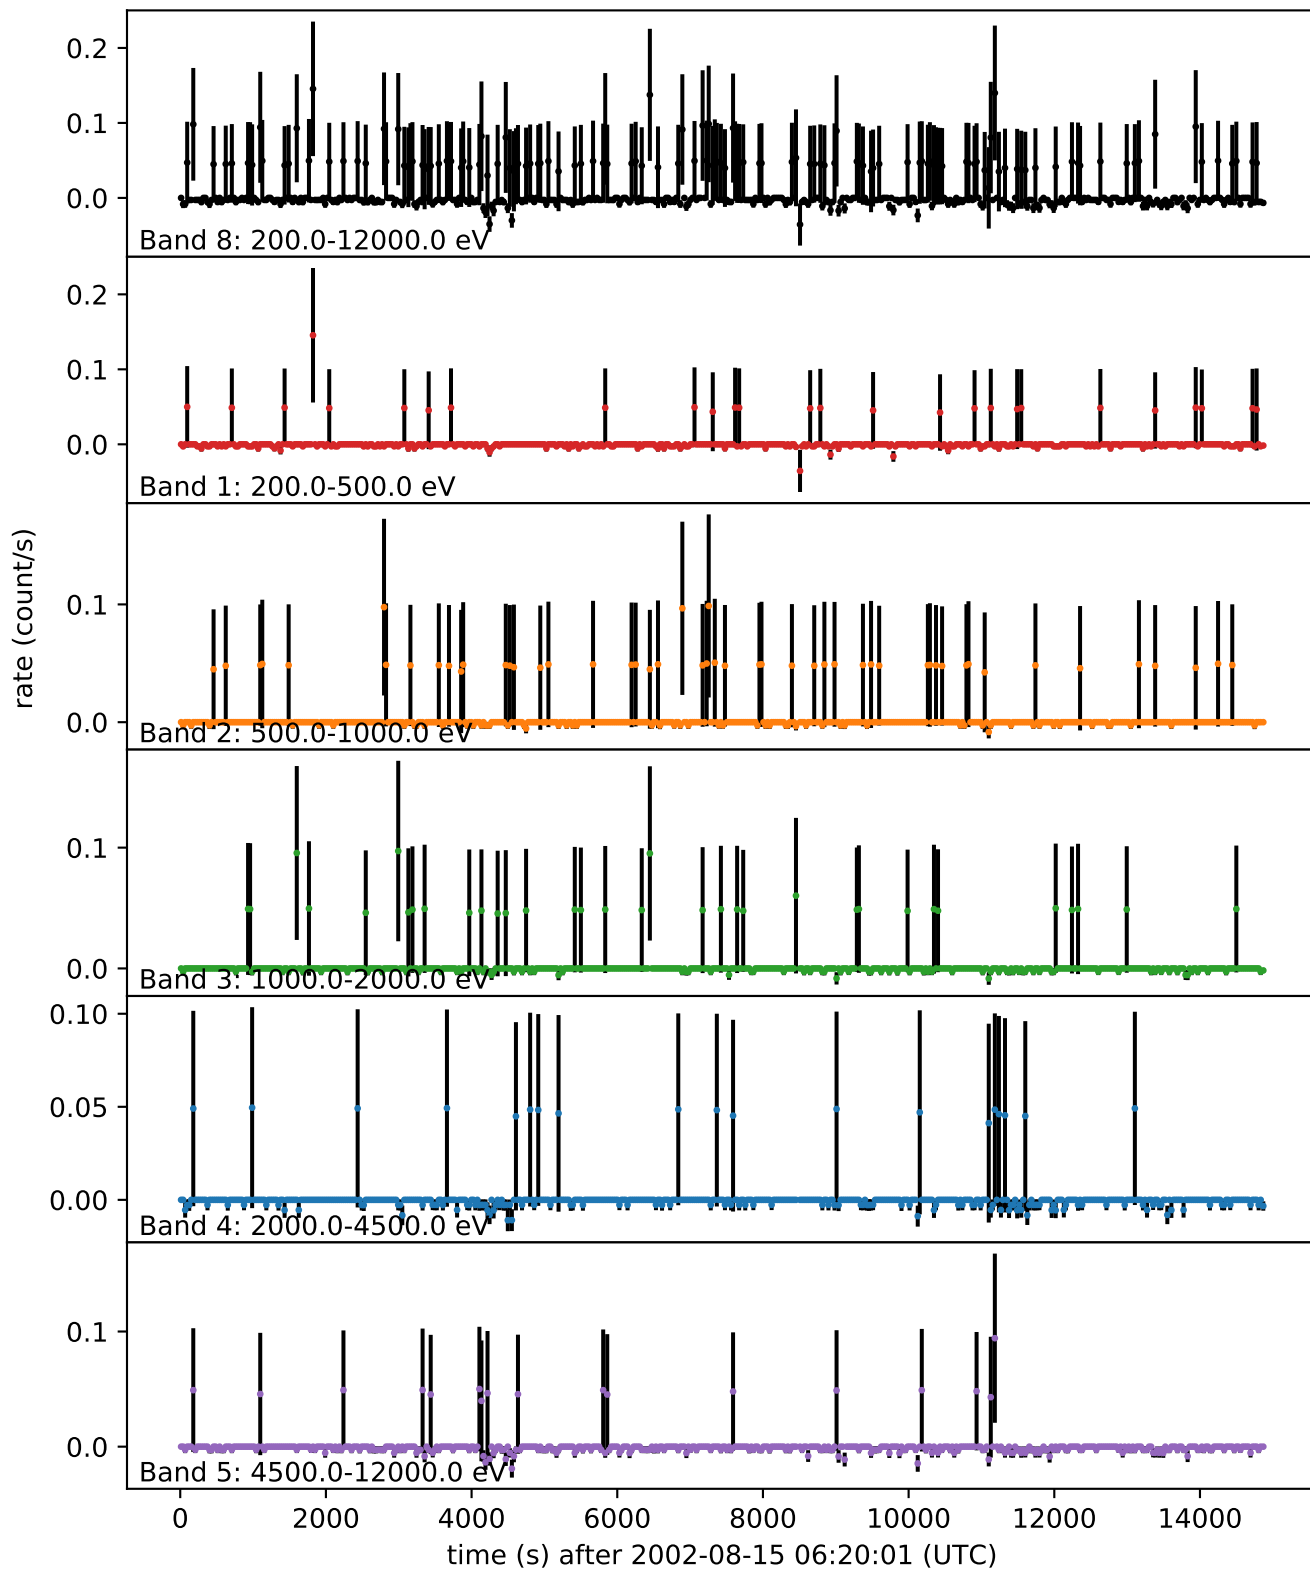 0.2
0.1
0.0
Band 8: 200.0-12000.0 eV
0.2
0.1
0.0
Band 1: 200.0-500.0 eV
rate (count/s)
0.1
0.0
Band 2: 500.0-1000.0 eV
0.1
0.0
Band 3: 1000.0-2000.0 eV
0.10
0.05
0.00
Band 4: 2000.0-4500.0 eV
0.1
0.0
Band 5: 4500.0-12000.0 eV
0 2000 4000 6000 8000 10000 12000 14000
time (s) after 2002-08-15 06:20:01 (UTC)